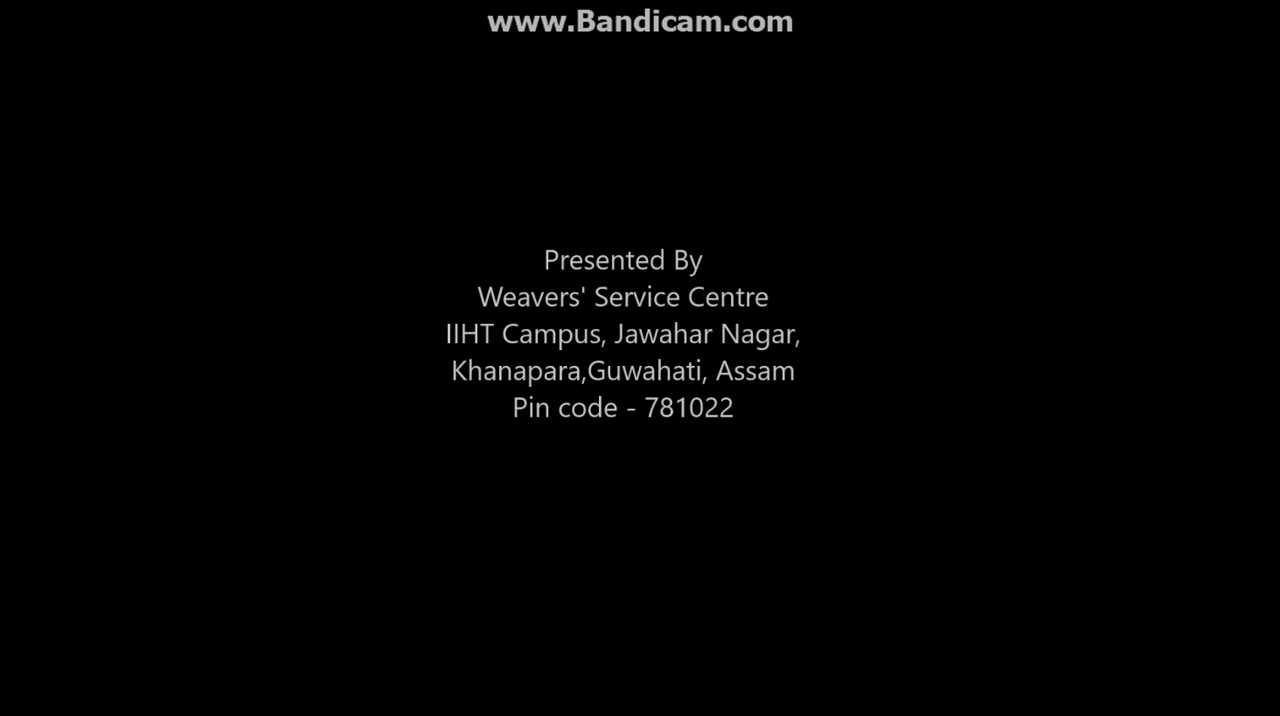 www.Bandicam.com
Presented By
Weavers' Service Centre
IIHT Campus, Jawahar Nagar,
Khanapara,Guwahati, Assam
Pin code - 781022